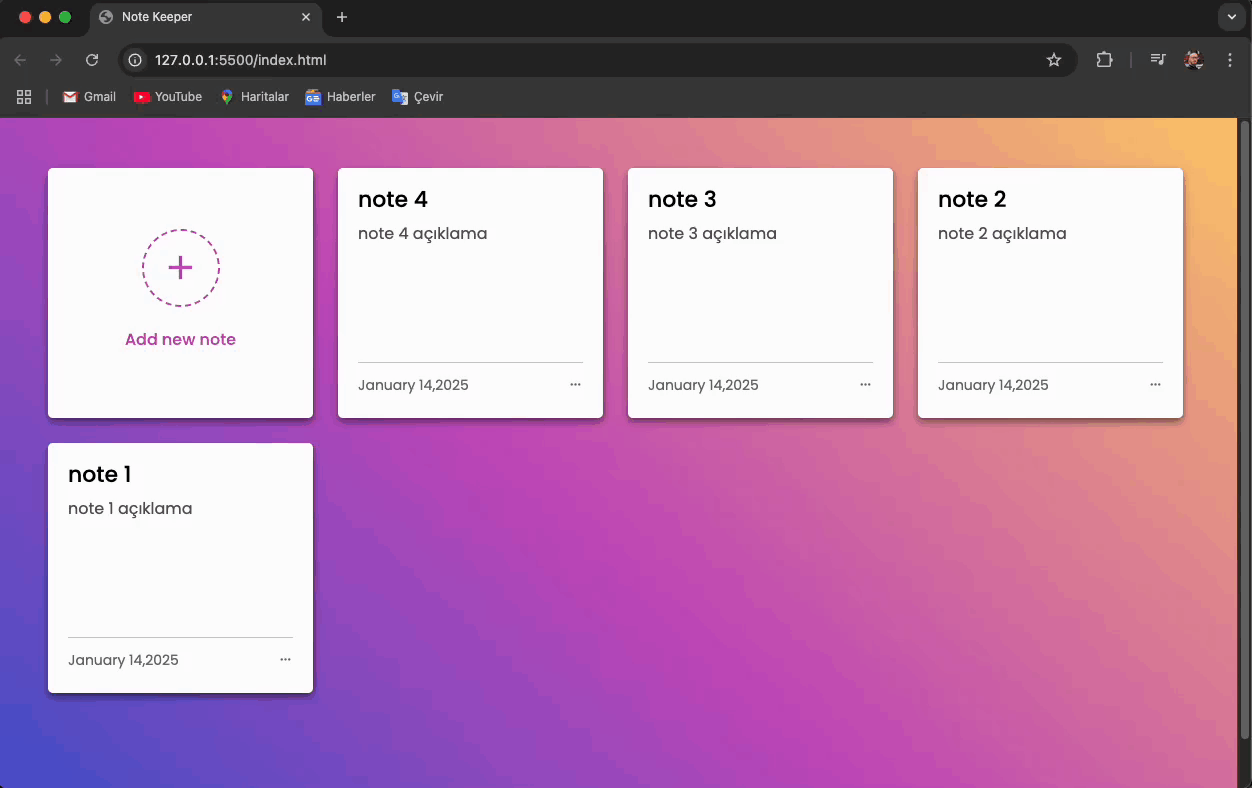 Note Keeper
127.0.0.1:5500/index.html
Gmail YouTube Haritalar Haberler Çevir
Add new note
note 4
note 4 açıklama
January 14,2025
note 3
note 3 açıklama
January 14,2025
note 2
note 2 açıklama
January 14,2025
note 1
note 1 açıklama
January 14,2025